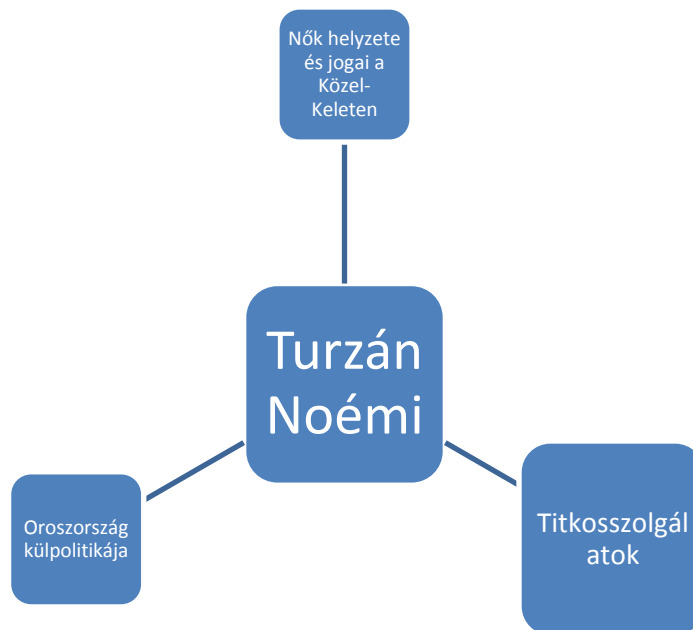 Nők helyzete
és jogai a
Közel-
Keleten
Turzán
Noémi
Oroszország
külpolitikája
Titkosszolgál
atok